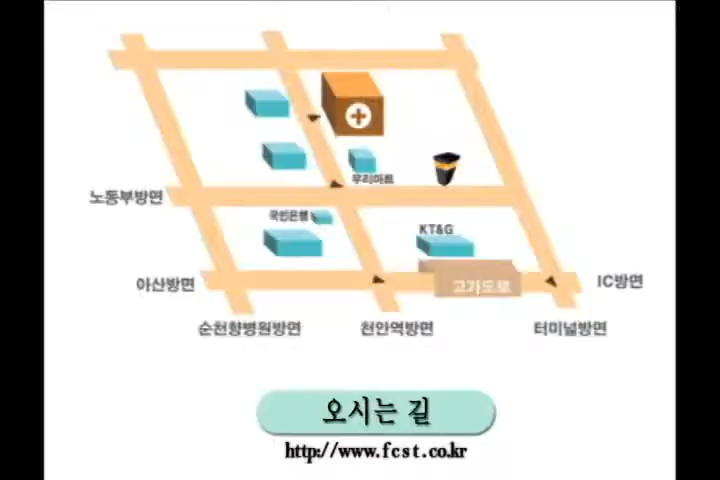 우리마트
노동부방면
국민은행
KT&G
아산방면
고가도로
IC방면
순천향병원방면
천안역방면
터미널방면
오시는 길
http://www.fcst.co.kr